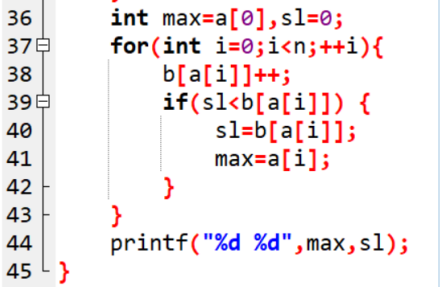 36 int max=a[0],sl=0;
37 for(int i=0;i<n;++i){
38 b[a[i]]++;
39 if(sl<b[a[i]]) {
40 sl=b[a[i]];
41 max=a[i];
42 }
43 }
44 printf("%d %d",max,sl);
45 }